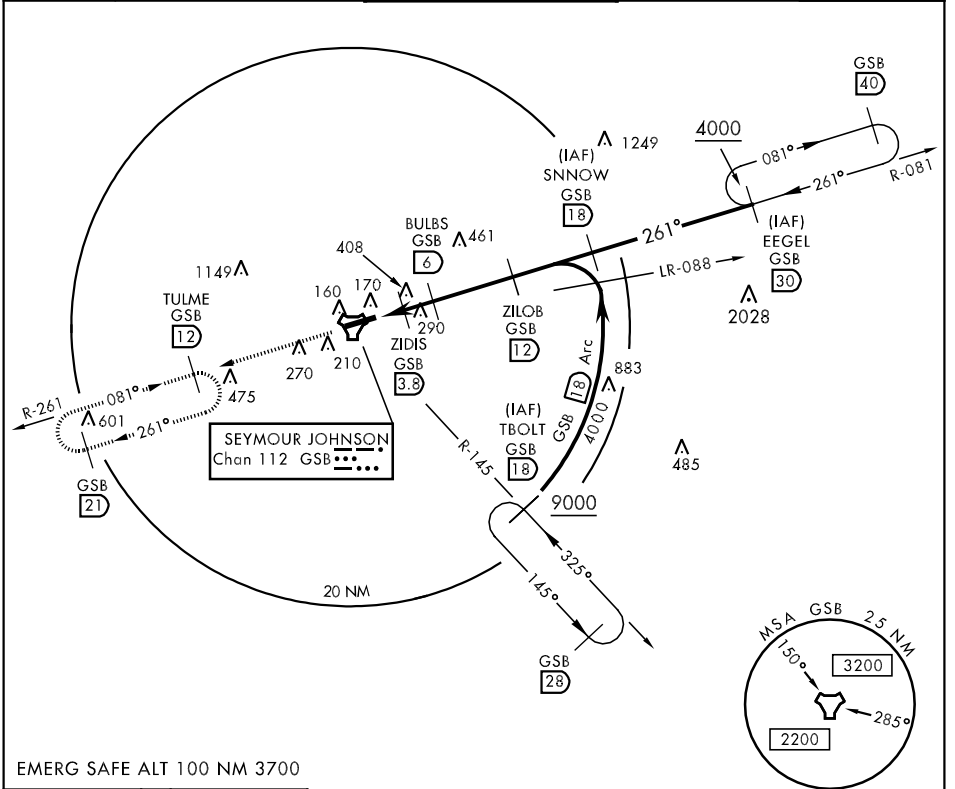 GSB
40
4000
081°
R-081
261°
(IAF)
SNNOW
GSB
18
1249
261°
(IAF)
EEGEL
GSB
30
LR-088
2028
BULBS
GSB
6
461
408
1149
TULME
GSB
12
160
170
290
ZIDIS
GSB
3.8
ZILOB
GSB
12
210
270
475
R-261
081°
601
261°
GSB
21
SEYMOUR JOHNSON
Chan 112 GSB
R-145
(IAF)
TBOLT
GSB
18
GSB 18 Arc
4000
883
485
9000
325°
145°
GSB
28
20 NM
MSA GSB 25 NM
150°
3200
285°
2200
EMERG SAFE ALT 100 NM 3700